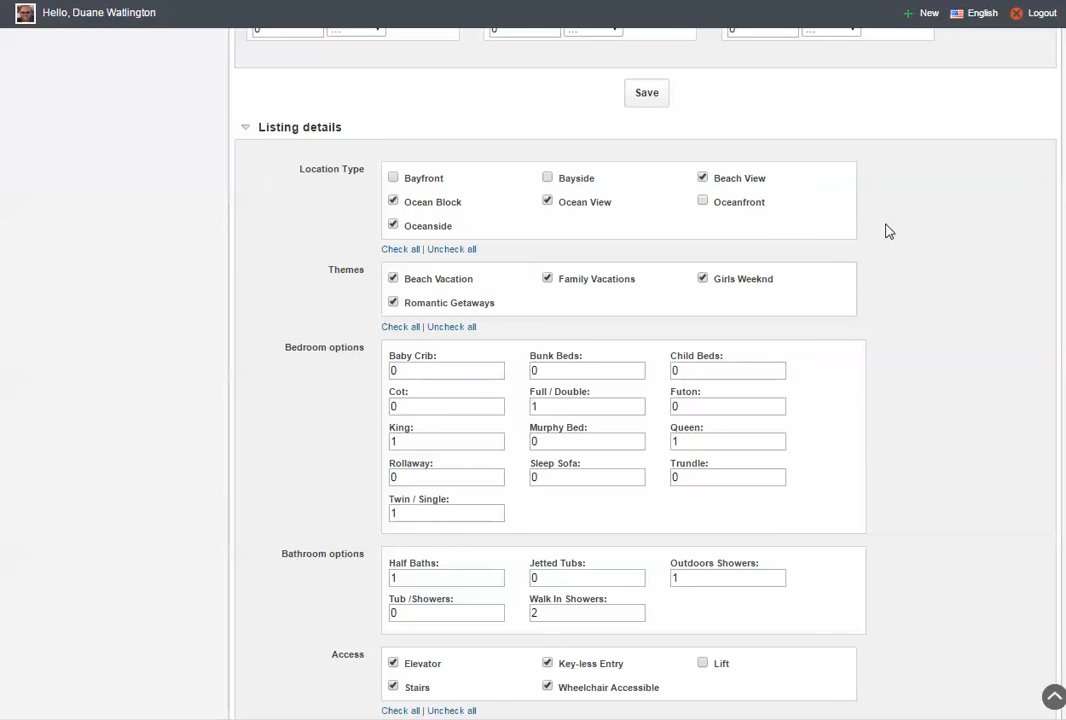 Hello, Duane Watlington New English Logout
0 ... 0 ... 0 ...
Save
Listing details
Location Type
Bayfront Bayside Beach View
Ocean Block Ocean View Oceanfront
Oceanside
Check all | Uncheck all
Themes
Beach Vacation Family Vacations Girls Weeknd
Romantic Getaways
Check all | Uncheck all
Bedroom options
Baby Crib: Bunk Beds: Child Beds:
0 0 0
Cot: Full / Double: Futon:
0 1 0
King: Murphy Bed: Queen:
1 0 1
Rollaway: Sleep Sofa: Trundle:
0 0 0
Twin / Single:
1
Bathroom options
Half Baths: Jetted Tubs: Outdoors Showers:
1 0 1
Tub /Showers: Walk In Showers:
0 2
Access
Elevator Key-less Entry Lift
Stairs Wheelchair Accessible
Check all | Uncheck all